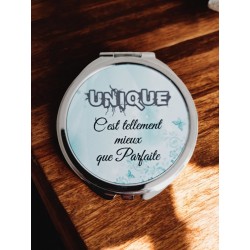 UNIQUE
C'est tellement
mieux
que Parfaite